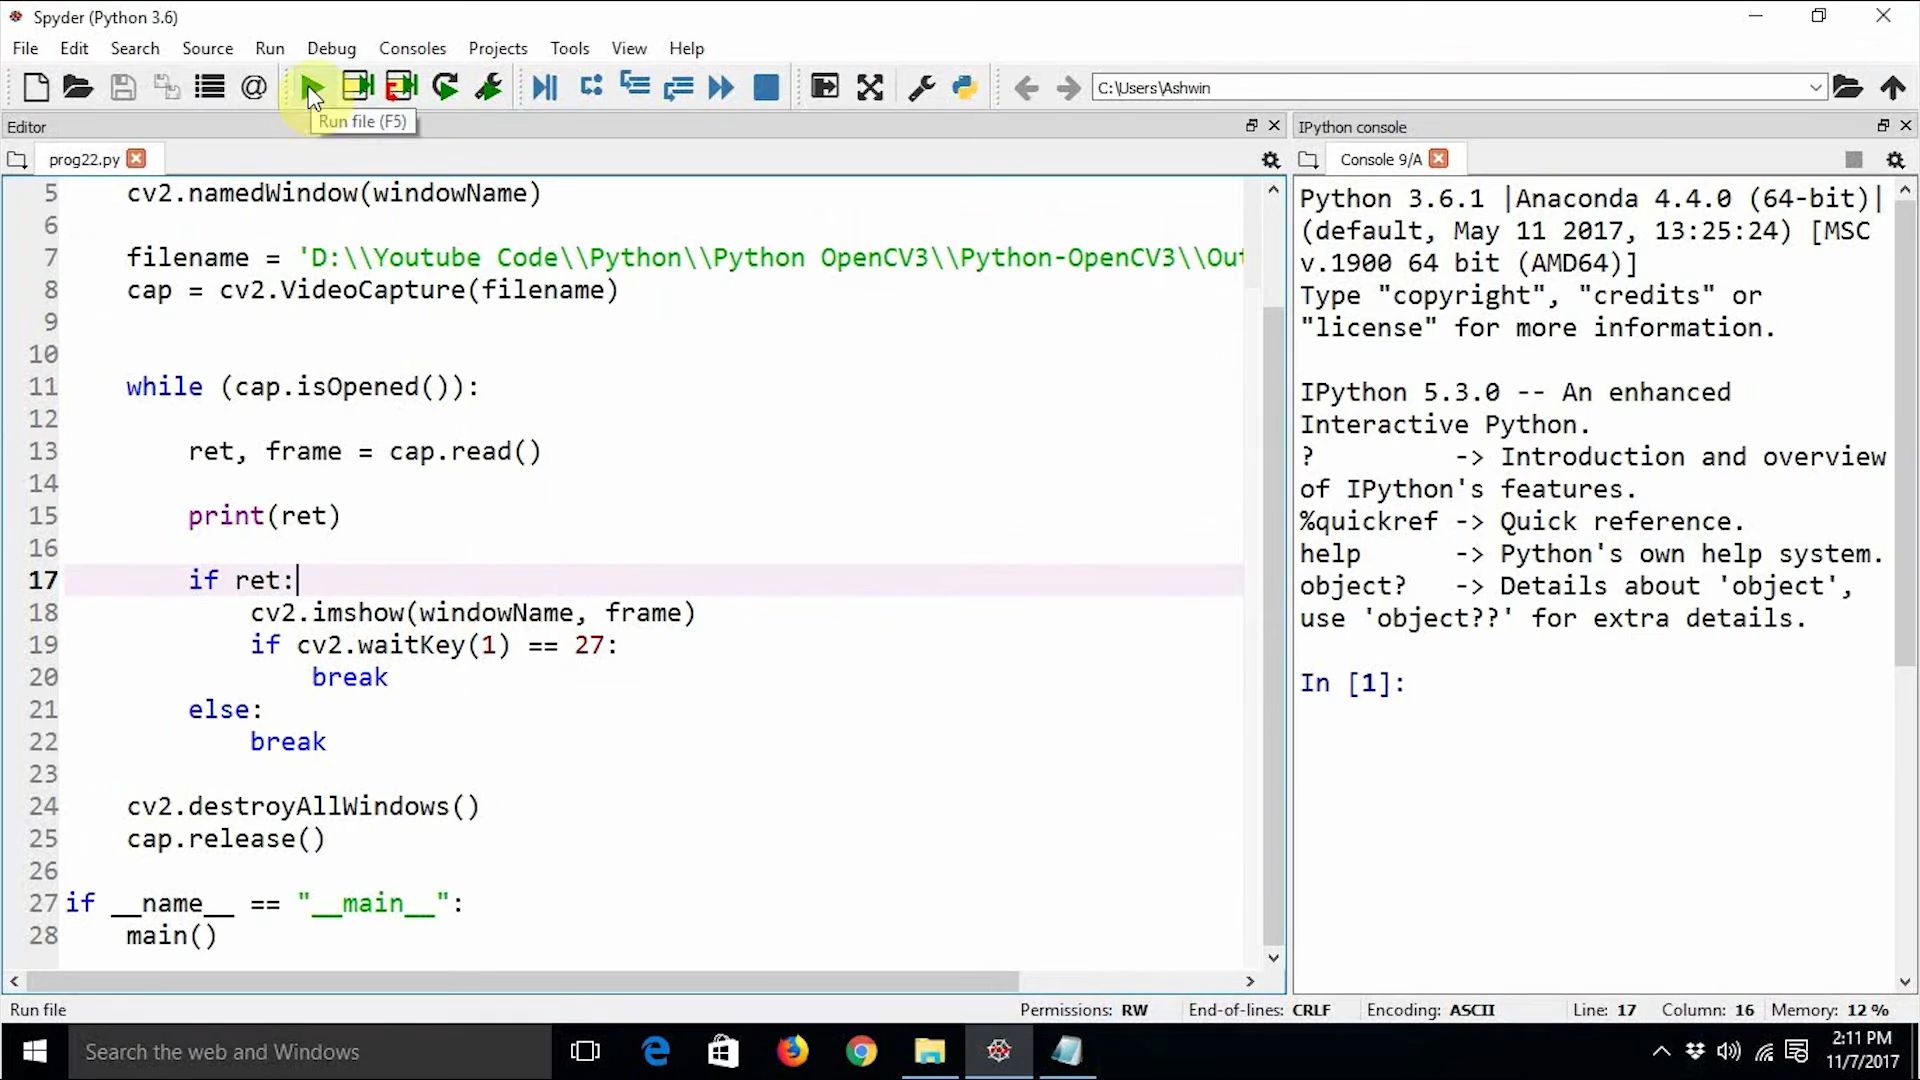 Spyder (Python 3.6)
File Edit Search Source Run Debug Consoles Projects Tools View Help
C:\Users\Ashwin
Run file (F5)
Editor
prog22.py
5 cv2.namedWindow(windowName)
6
7 filename = 'D:\\Youtube Code\\Python\\Python OpenCV3\\Python-OpenCV3\\Out
8 cap = cv2.VideoCapture(filename)
9
10
11 while (cap.isOpened()):
12
13 ret, frame = cap.read()
14
15 print(ret)
16
17 if ret:
18 cv2.imshow(windowName, frame)
19 if cv2.waitKey(1) == 27:
20 break
21 else:
22 break
23
24 cv2.destroyAllWindows()
25 cap.release()
26
27 if __name__ == "__main__":
28 main()
IPython console
Console 9/A
Python 3.6.1 |Anaconda 4.4.0 (64-bit)|
(default, May 11 2017, 13:25:24) [MSC
v.1900 64 bit (AMD64)]
Type "copyright", "credits" or
"license" for more information.
IPython 5.3.0 -- An enhanced
Interactive Python.
? -> Introduction and overview
of IPython's features.
%quickref -> Quick reference.
help -> Python's own help system.
object? -> Details about 'object',
use 'object??' for extra details.
In [1]:
Run file
Permissions: RW End-of-lines: CRLF Encoding: ASCII Line: 17 Column: 16 Memory: 12 %
Search the web and Windows
2:11 PM
11/7/2017